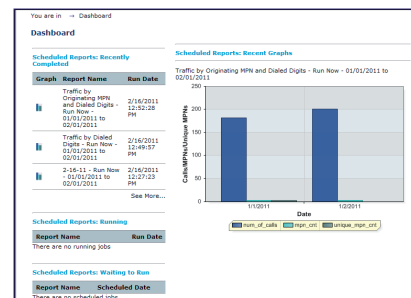 You are in → Dashboard
Dashboard
Scheduled Reports: Recently
Completed
Graph Report Name Run Date
Traffic by
Originating MPN
and Dialed Digits -
Run Now -
01/01/2011 to
02/01/2011
2/16/2011
12:52:28
PM
Traffic by Dialed
Digits - Run Now -
01/01/2011 to
02/01/2011
2/16/2011
12:49:57
PM
2-16-11 - Run Now
- 01/01/2011 to
02/01/2011
2/16/2011
12:27:23
PM
See More...
Scheduled Reports: Running
Report Name Run Date
There are no running jobs
Scheduled Reports: Waiting to Run
Report Name Scheduled Date
There are no scheduled jobs
Scheduled Reports: Recent Graphs
Traffic by Originating MPN and Dialed Digits - Run Now - 01/01/2011 to
02/01/2011
Calls/MPNs/Unique MPNs
250
200
150
100
50
0
1/1/2011 1/2/2011
Date
num_of_calls mpn_cnt unique_mpn_cnt